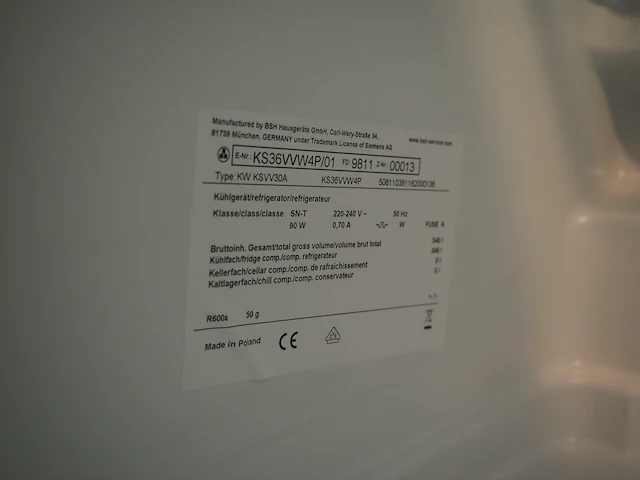 Manufactured by BSH Hausgeräte GmbH, Carl-Wery-Straße 34,
81739 München, GERMANY under Trademark License of Siemens AG
www.bsh-service.com
E-Nr.: KS36VVW4P/01 FD: 9811 Z-Nr.: 00013
Type: KW KSVV30A KS36VVW4P
Kühlgerät/refrigerator/refrigerateur
Klasse/class/classe SN-T 220-240 V ~ 50 Hz
90 W 0,70 A W FUSE A
Bruttoinh. Gesamt/total gross volume/volume brut total 348 l
Kühlfach/fridge comp./comp. refrigerateur 348 l
Kellerfach/cellar comp./comp. de rafraichissement 0 l
Kaltlagerfach/chill comp./comp. conservateur 0 l
R600a 50 g
Made in Poland CE